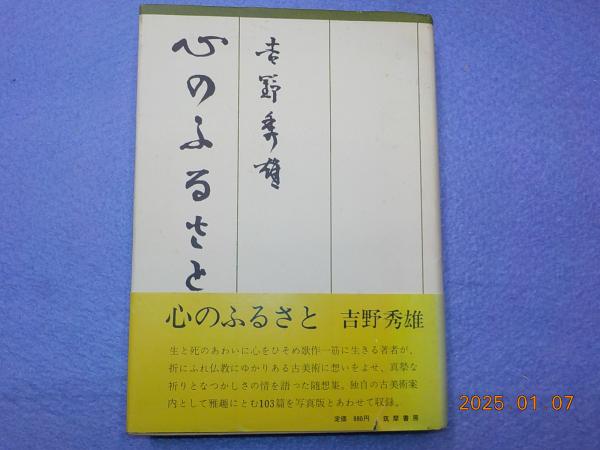 心のふるさと
吉野秀雄
心のふるさと 吉野秀雄
生と死のあわいに心をひそめ歌作一筋に生きる著者が、
折にふれ仏教にゆかりある古美術に想いをよせ、真摯な
祈りとなつかしさの情を語った随想集。独自の古美術案
内として雅趣にとむ103篇を写真版とあわせて収録。
定価 880円 筑摩書房
2025.01.07